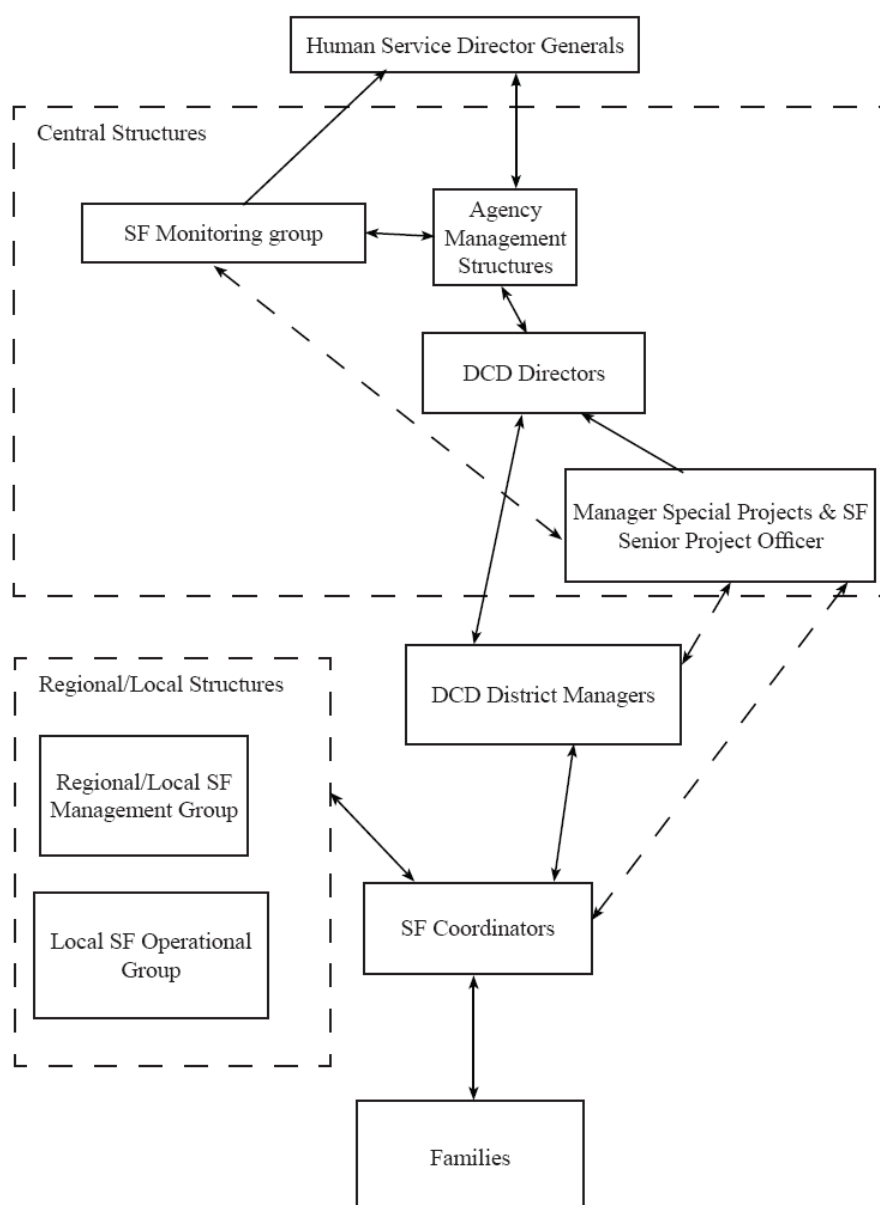 Human Service Director Generals
Central Structures
SF Monitoring group
Agency
Management
Structures
DCD Directors
Manager Special Projects & SF
Senior Project Officer
DCD District Managers
Regional/Local Structures
Regional/Local SF
Management Group
Local SF Operational
Group
SF Coordinators
Families